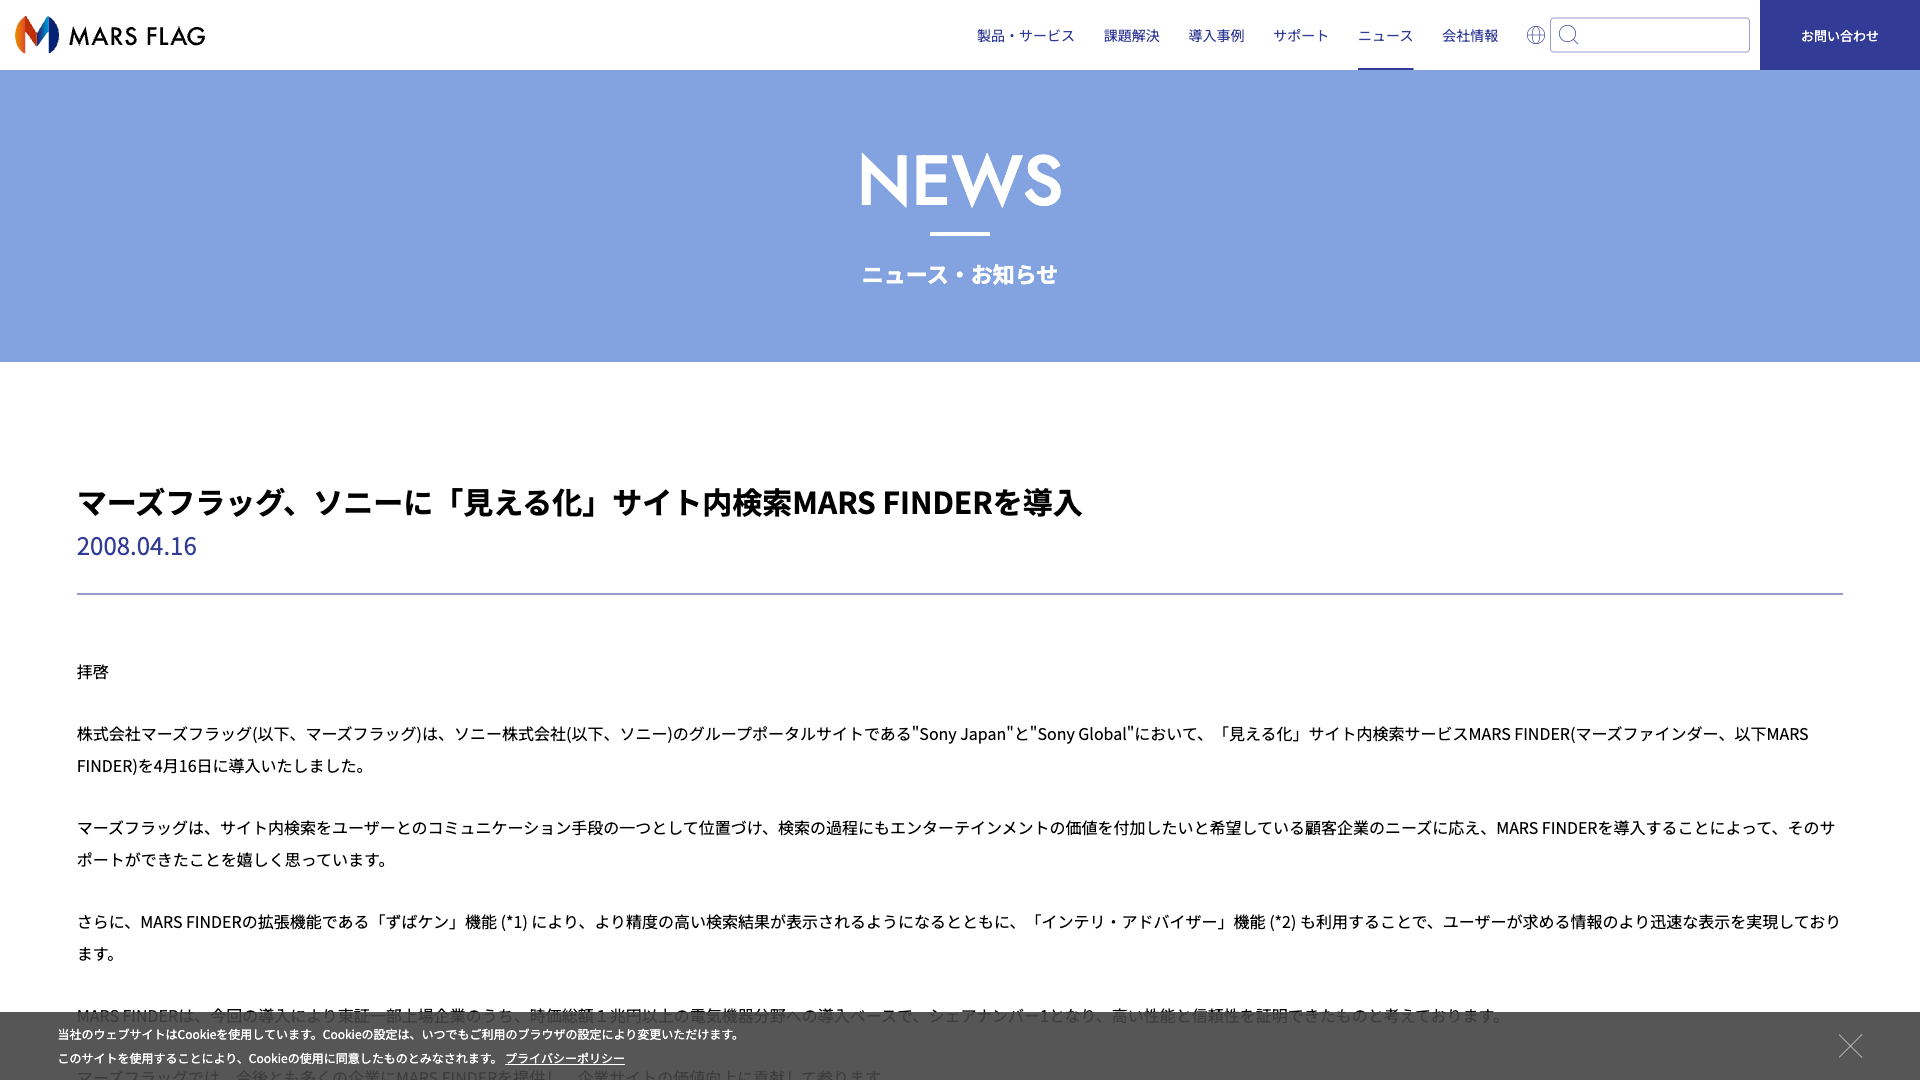 MARS FLAG
製品・サービス 課題解決 導入事例 サポート ニュース 会社情報 お問い合わせ
NEWS
ニュース・お知らせ
マーズフラッグ、ソニーに「見える化」サイト内検索MARS FINDERを導入
2008.04.16
拝啓
株式会社マーズフラッグ(以下、マーズフラッグ)は、ソニー株式会社(以下、ソニー)のグループポータルサイトである"Sony Japan"と"Sony Global"において、「見える化」サイト内検索サービスMARS FINDER(マーズファインダー、以下MARS
FINDER)を4月16日に導入いたしました。
マーズフラッグは、サイト内検索をユーザーとのコミュニケーション手段の一つとして位置づけ、検索の過程にもエンターテインメントの価値を付加したいと希望している顧客企業のニーズに応え、MARS FINDERを導入することによって、そのサ
ポートができたことを嬉しく思っています。
さらに、MARS FINDERの拡張機能である「ずばケン」機能 (*1) により、より精度の高い検索結果が表示されるようになるとともに、「インテリ・アドバイザー」機能 (*2) も利用することで、ユーザーが求める情報のより迅速な表示を実現しており
ます。
MARS FINDERは、今回の導入により東証一部上場企業のうち、時価総額１兆円以上の電気機器分野への導入ベースで、シェアナンバー1となり、高い性能と信頼性を証明できたものと考えております。
当社のウェブサイトはCookieを使用しています。Cookieの設定は、いつでもご利用のブラウザの設定により変更いただけます。
このサイトを使用することにより、Cookieの使用に同意したものとみなされます。 プライバシーポリシー
マーズフラッグでは、今後とも多くの企業にMARS FINDERを提供し、企業サイトの価値向上に貢献して参ります。